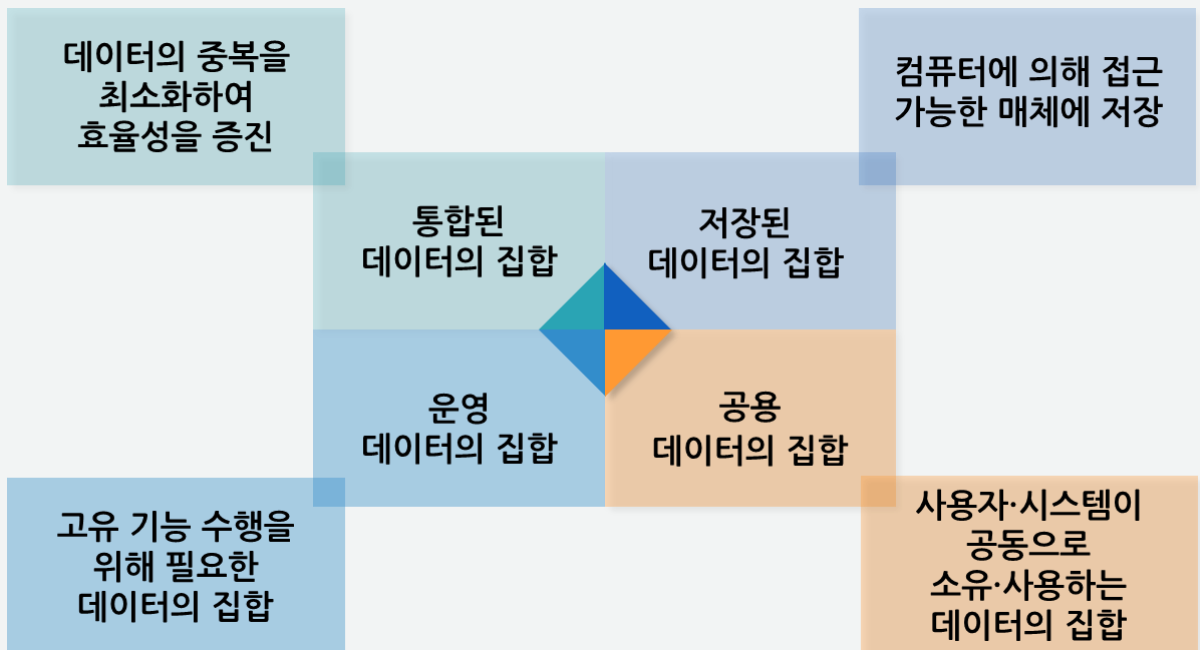 데이터의 중복을
최소화하여
효율성을 증진
컴퓨터에 의해 접근
가능한 매체에 저장
통합된
데이터의 집합
저장된
데이터의 집합
운영
데이터의 집합
공용
데이터의 집합
고유 기능 수행을
위해 필요한
데이터의 집합
사용자·시스템이
공동으로
소유·사용하는
데이터의 집합